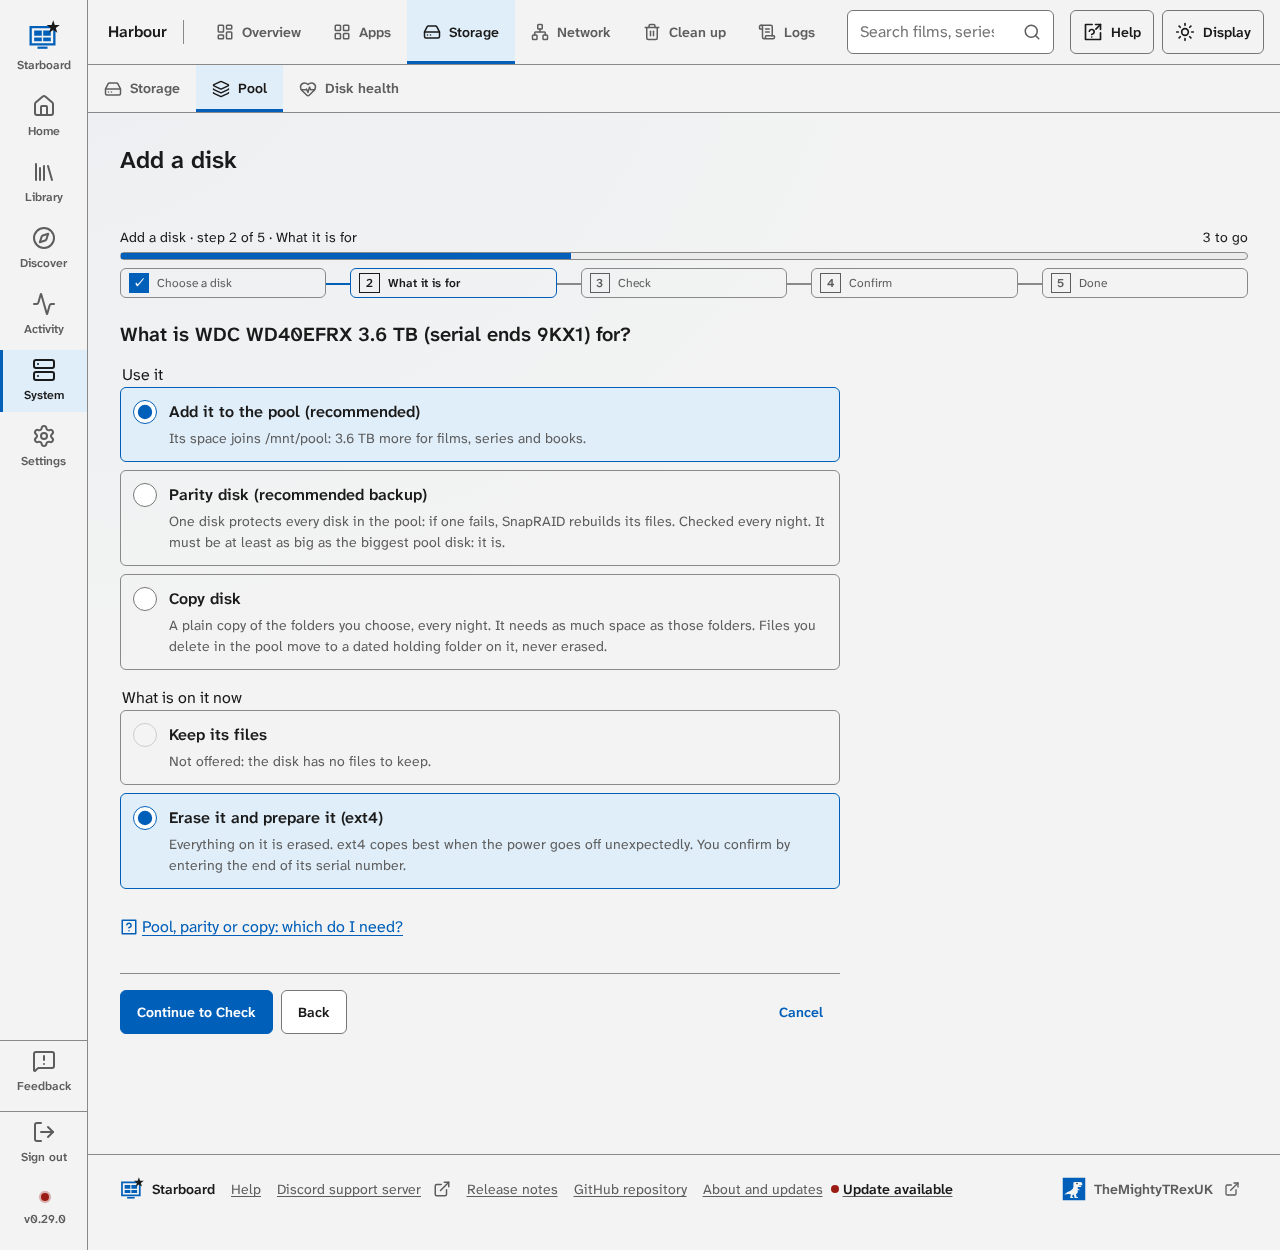 Starboard
Home
Library
Discover
Activity
System
Settings
Feedback
Sign out
v0.29.0
Harbour
Overview
Apps
Storage
Network
Clean up
Logs
Search films, series
Help
Display
Storage
Pool
Disk health
Add a disk
Add a disk · step 2 of 5 · What it is for
3 to go
✓ Choose a disk
2 What it is for
3 Check
4 Confirm
5 Done
What is WDC WD40EFRX 3.6 TB (serial ends 9KX1) for?
Use it
Add it to the pool (recommended)
Its space joins /mnt/pool: 3.6 TB more for films, series and books.
Parity disk (recommended backup)
One disk protects every disk in the pool: if one fails, SnapRAID rebuilds its files. Checked every night. It
must be at least as big as the biggest pool disk: it is.
Copy disk
A plain copy of the folders you choose, every night. It needs as much space as those folders. Files you
delete in the pool move to a dated holding folder on it, never erased.
What is on it now
Keep its files
Not offered: the disk has no files to keep.
Erase it and prepare it (ext4)
Everything on it is erased. ext4 copes best when the power goes off unexpectedly. You confirm by
entering the end of its serial number.
Pool, parity or copy: which do I need?
Continue to Check
Back
Cancel
Starboard
Help
Discord support server
Release notes
GitHub repository
About and updates
Update available
TheMightyTRexUK